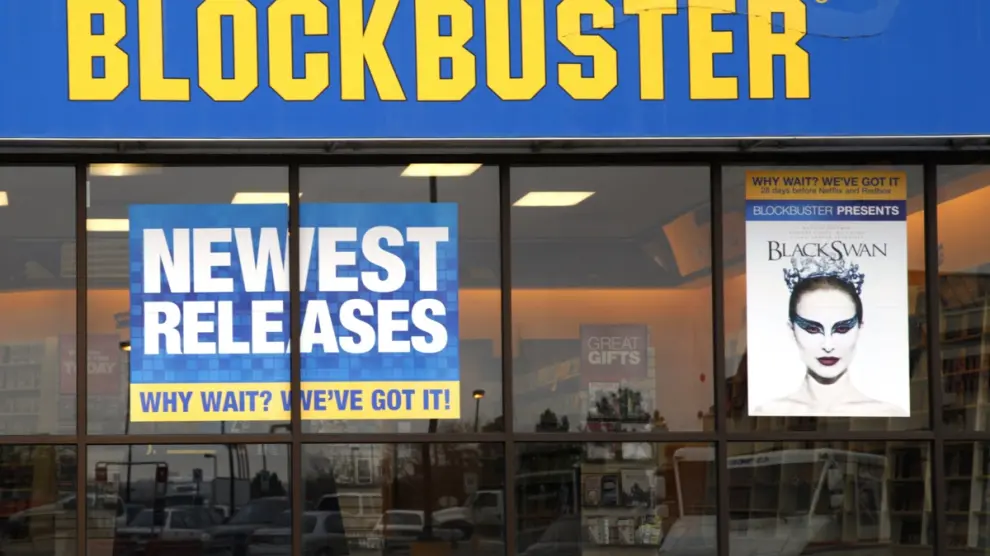 BLOCKBUSTER
NEWEST
RELEASES
WHY WAIT? WE'VE GOT IT!
GREAT
GIFTS
TODAY
WHY WAIT? WE'VE GOT IT
28 days before Netflix and Redbox
BLOCKBUSTER PRESENTS
BLACK SWAN